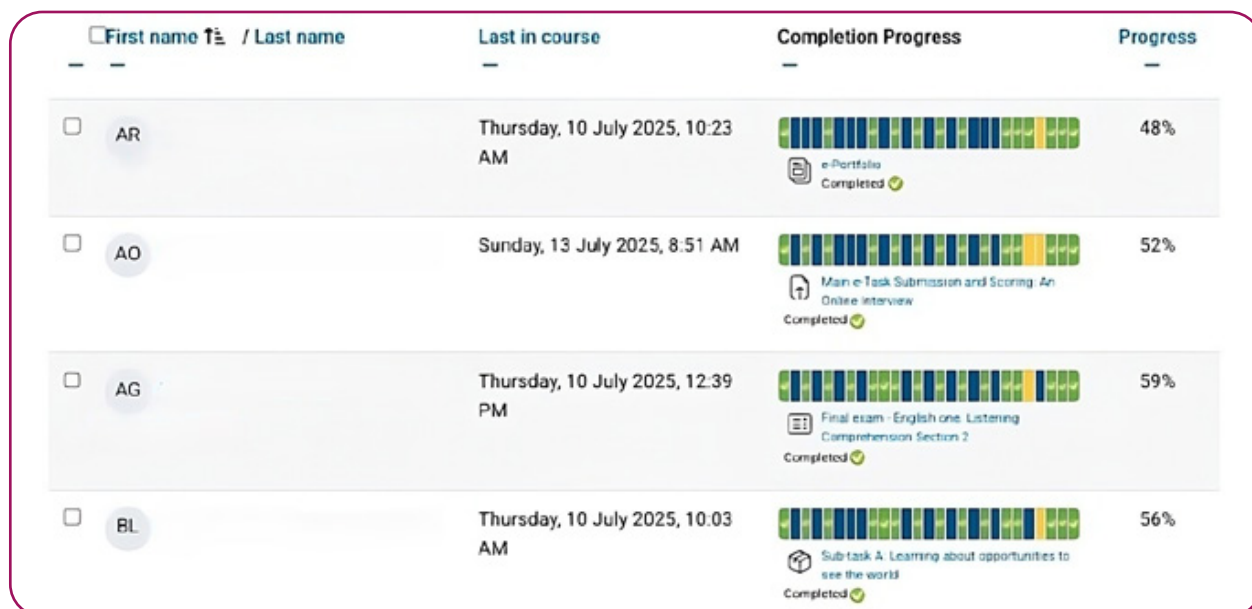 First name / Last name Last in course Completion Progress Progress
AR Thursday, 10 July 2025, 10:23 48%
AM
e-Portfolio
Completed
AO Sunday, 13 July 2025, 8:51 AM 52%
Main e-Task Submission and Scoring: An
Online Interview
Completed
AG Thursday, 10 July 2025, 12:39 59%
PM
Final exam - English one. Listening
Comprehension Section 2
Completed
BL Thursday, 10 July 2025, 10:03 56%
AM
Sub-task A: Learning about opportunities to
see the world
Completed